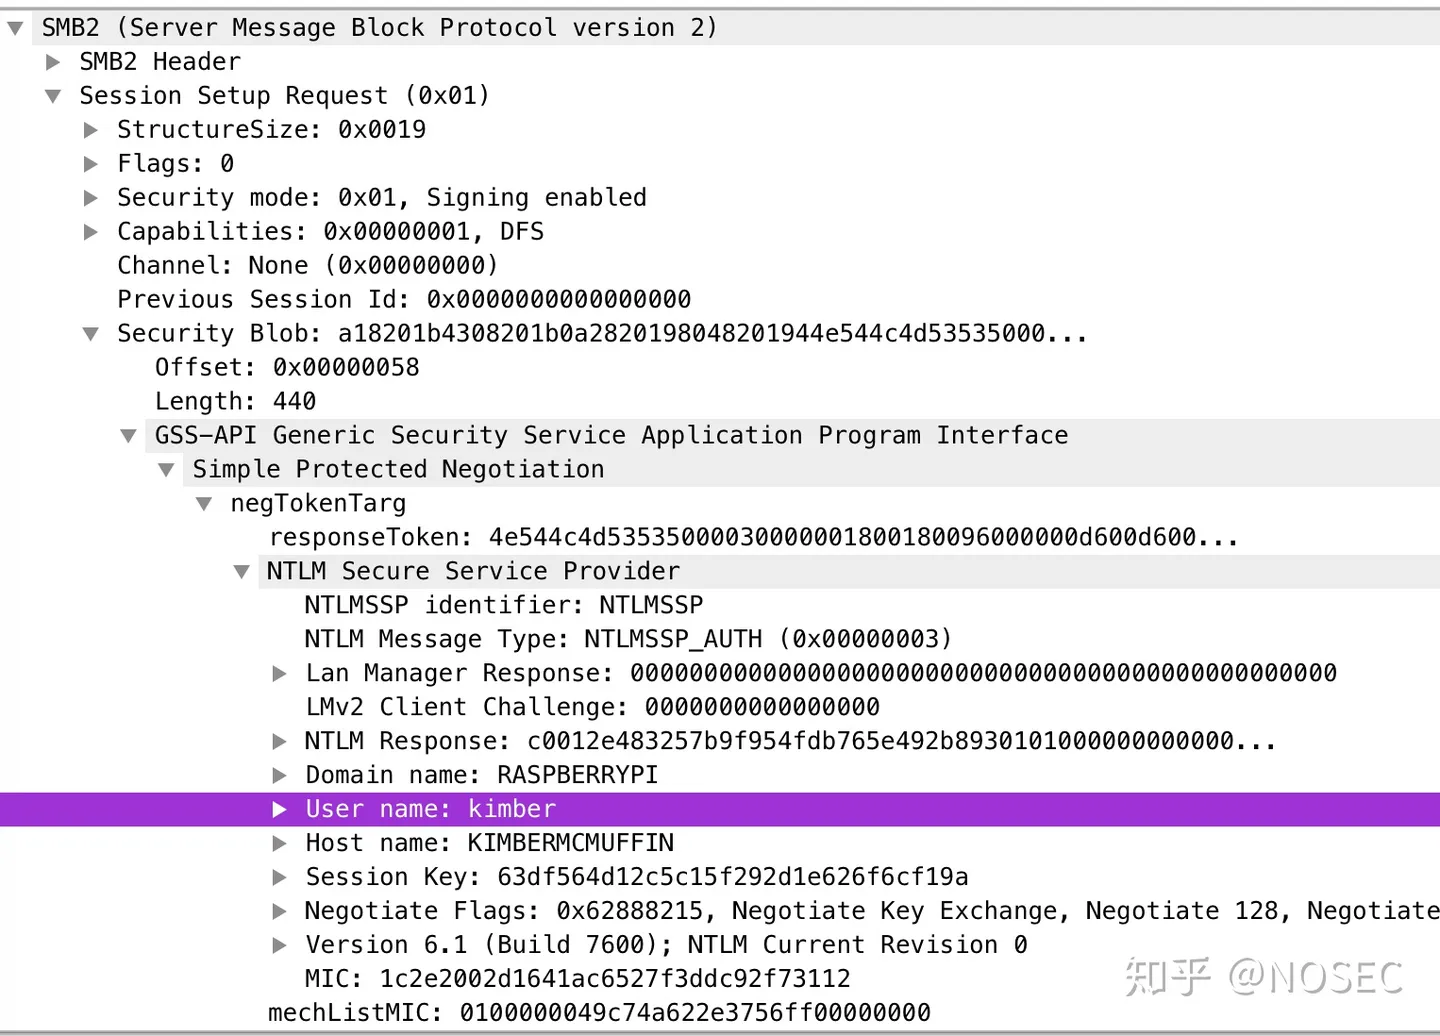 SMB2 (Server Message Block Protocol version 2)
SMB2 Header
Session Setup Request (0x01)
StructureSize: 0x0019
Flags: 0
Security mode: 0x01, Signing enabled
Capabilities: 0x00000001, DFS
Channel: None (0x00000000)
Previous Session Id: 0x0000000000000000
Security Blob: a18201b4308201b0a2820198048201944e544c4d53535000...
Offset: 0x00000058
Length: 440
GSS-API Generic Security Service Application Program Interface
Simple Protected Negotiation
negTokenTarg
responseToken: 4e544c4d53535000030000001800180096000000d600d600...
NTLM Secure Service Provider
NTLMSSP identifier: NTLMSSP
NTLM Message Type: NTLMSSP_AUTH (0x00000003)
Lan Manager Response: 000000000000000000000000000000000000000000000000
LMv2 Client Challenge: 0000000000000000
NTLM Response: c0012e483257b9f954fdb765e492b8930101000000000000...
Domain name: RASPBERRYPI
User name: kimber
Host name: KIMBERMCMUFFIN
Session Key: 63df564d12c5c15f292d1e626f6cf19a
Negotiate Flags: 0x62888215, Negotiate Key Exchange, Negotiate 128, Negotiate
Version 6.1 (Build 7600); NTLM Current Revision 0
MIC: 1c2e2002d1641ac6527f3ddc92f73112
mechListMIC: 0100000049c74a622e3756ff00000000
知乎 @NOSEC